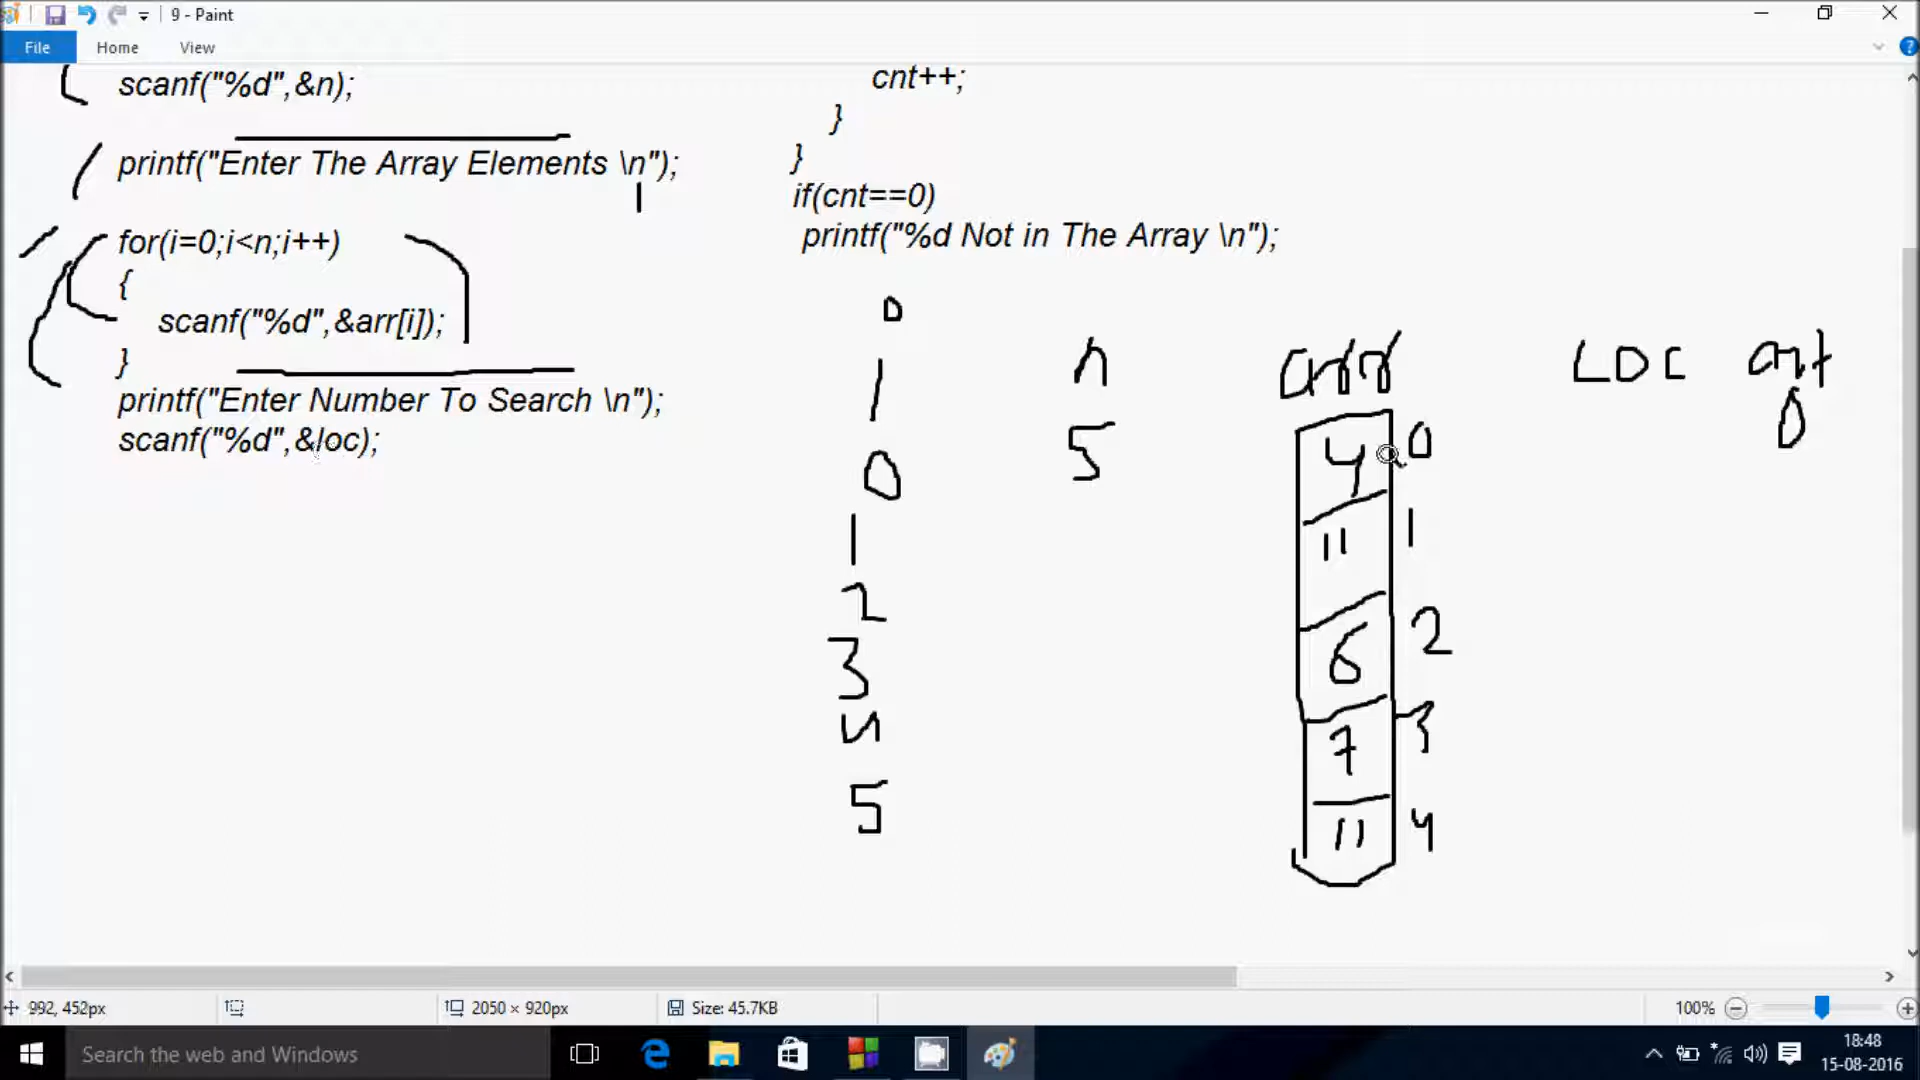 9 - Paint
File Home View
scanf("%d",&n);
printf("Enter The Array Elements \n");
for(i=0;i<n;i++)
{
scanf("%d",&arr[i]);
}
printf("Enter Number To Search \n");
scanf("%d",&loc);
cnt++;
}
}
if(cnt==0)
printf("%d Not in The Array \n");
i n arr LOC cnt
0 5 0
1
2
3
4
5
4 0
11 1
6 2
7 3
11 4
992, 452px
2050 × 920px
Size: 45.7KB
100%
Search the web and Windows
18:48
15-08-2016